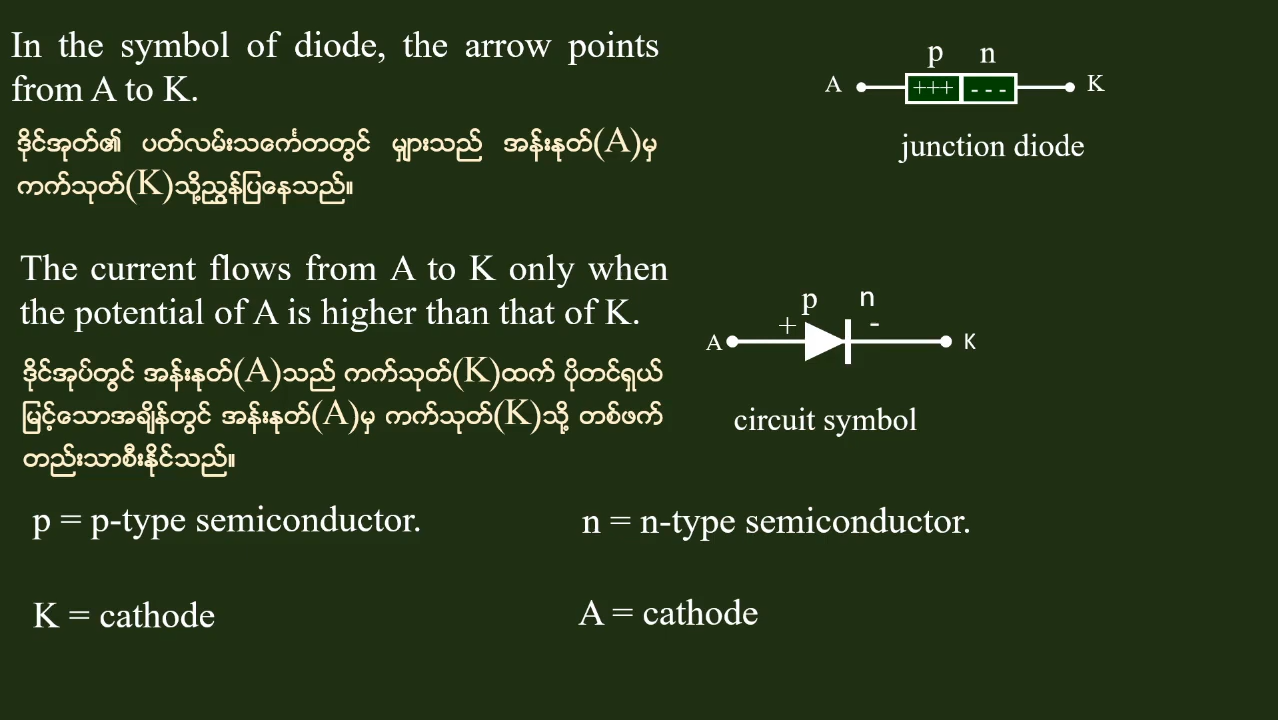 In the symbol of diode, the arrow points
from A to K.
ဒိုင်အုတ်၏ ပတ်လမ်းသင်္ကေတတွင် မျှားသည် အန်းနုတ်(A)မှ
ကက်သုတ်(K)သို့ညွှန်ပြနေသည်။
The current flows from A to K only when
the potential of A is higher than that of K.
ဒိုင်အုပ်တွင် အန်းနုတ်(A)သည် ကက်သုတ်(K)ထက် ပိုတင်ရှယ်
မြင့်သောအချိန်တွင် အန်းနုတ်(A)မှ ကက်သုတ်(K)သို့ တစ်ဖက်
တည်းသာစီးနိုင်သည်။
p = p-type semiconductor.
n = n-type semiconductor.
K = cathode
A = cathode
p n
A +++ - - - K
junction diode
p n
+ -
A K
circuit symbol